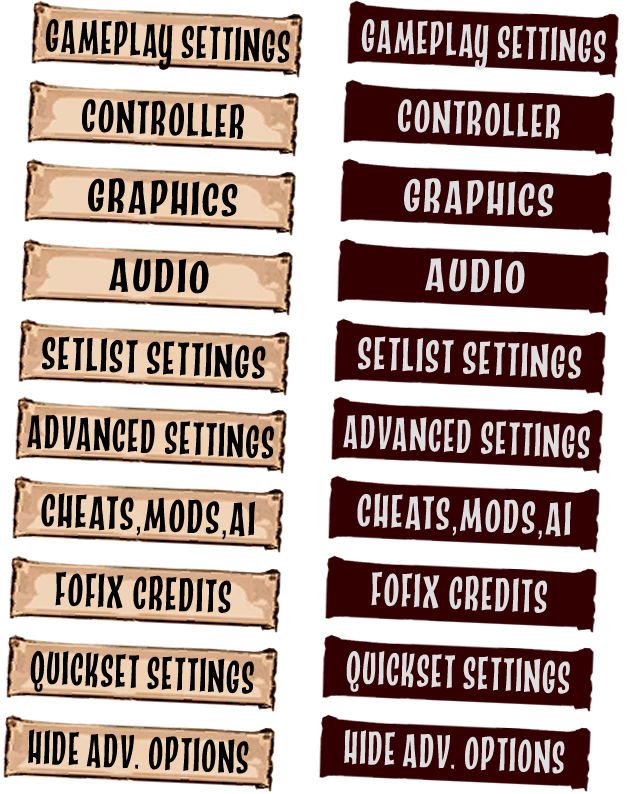 GAMEPLAY SETTINGS GAMEPLAY SETTINGS
CONTROLLER CONTROLLER
GRAPHICS GRAPHICS
AUDIO AUDIO
SETLIST SETTINGS SETLIST SETTINGS
ADVANCED SETTINGS ADVANCED SETTINGS
CHEATS,MODS,AI CHEATS,MODS,AI
FOFIX CREDITS FOFIX CREDITS
QUICKSET SETTINGS QUICKSET SETTINGS
HIDE ADV. OPTIONS HIDE ADV. OPTIONS